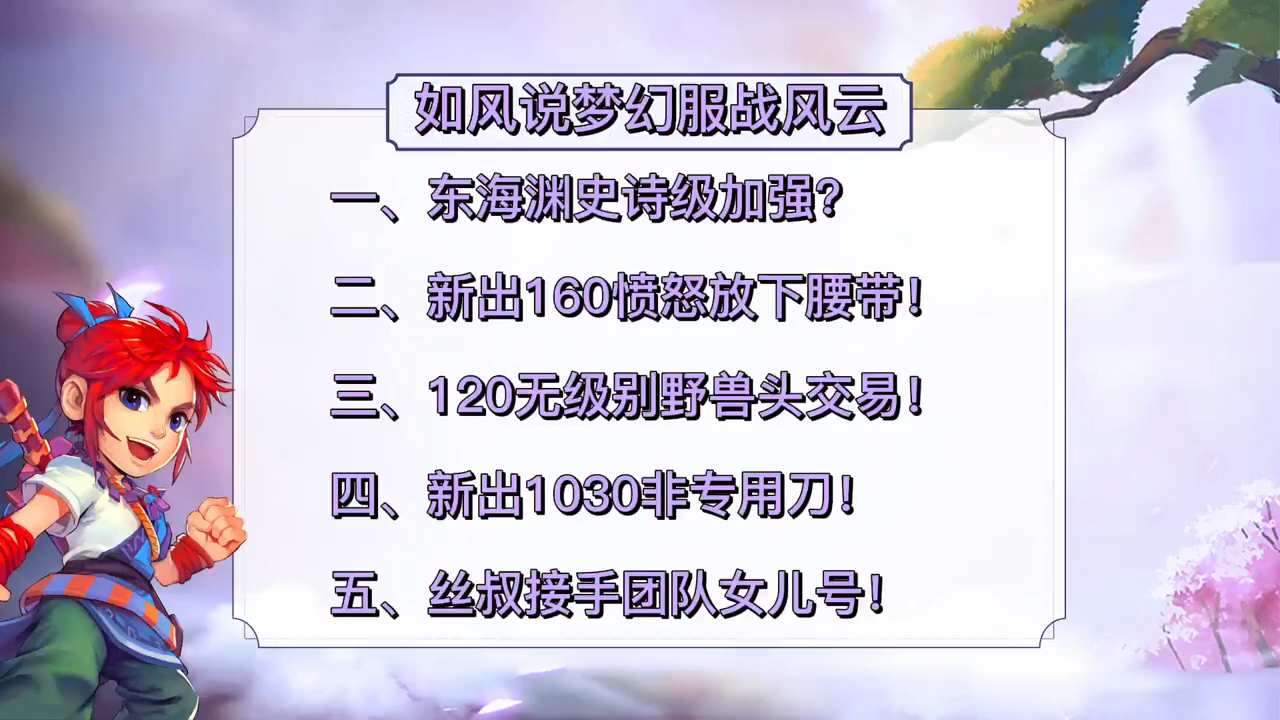 如风说梦幻服战风云
一、东海渊史诗级加强?
二、新出160愤怒放下腰带!
三、120无级别野兽头交易!
四、新出1030非专用刀!
五、丝叔接手团队女儿号!